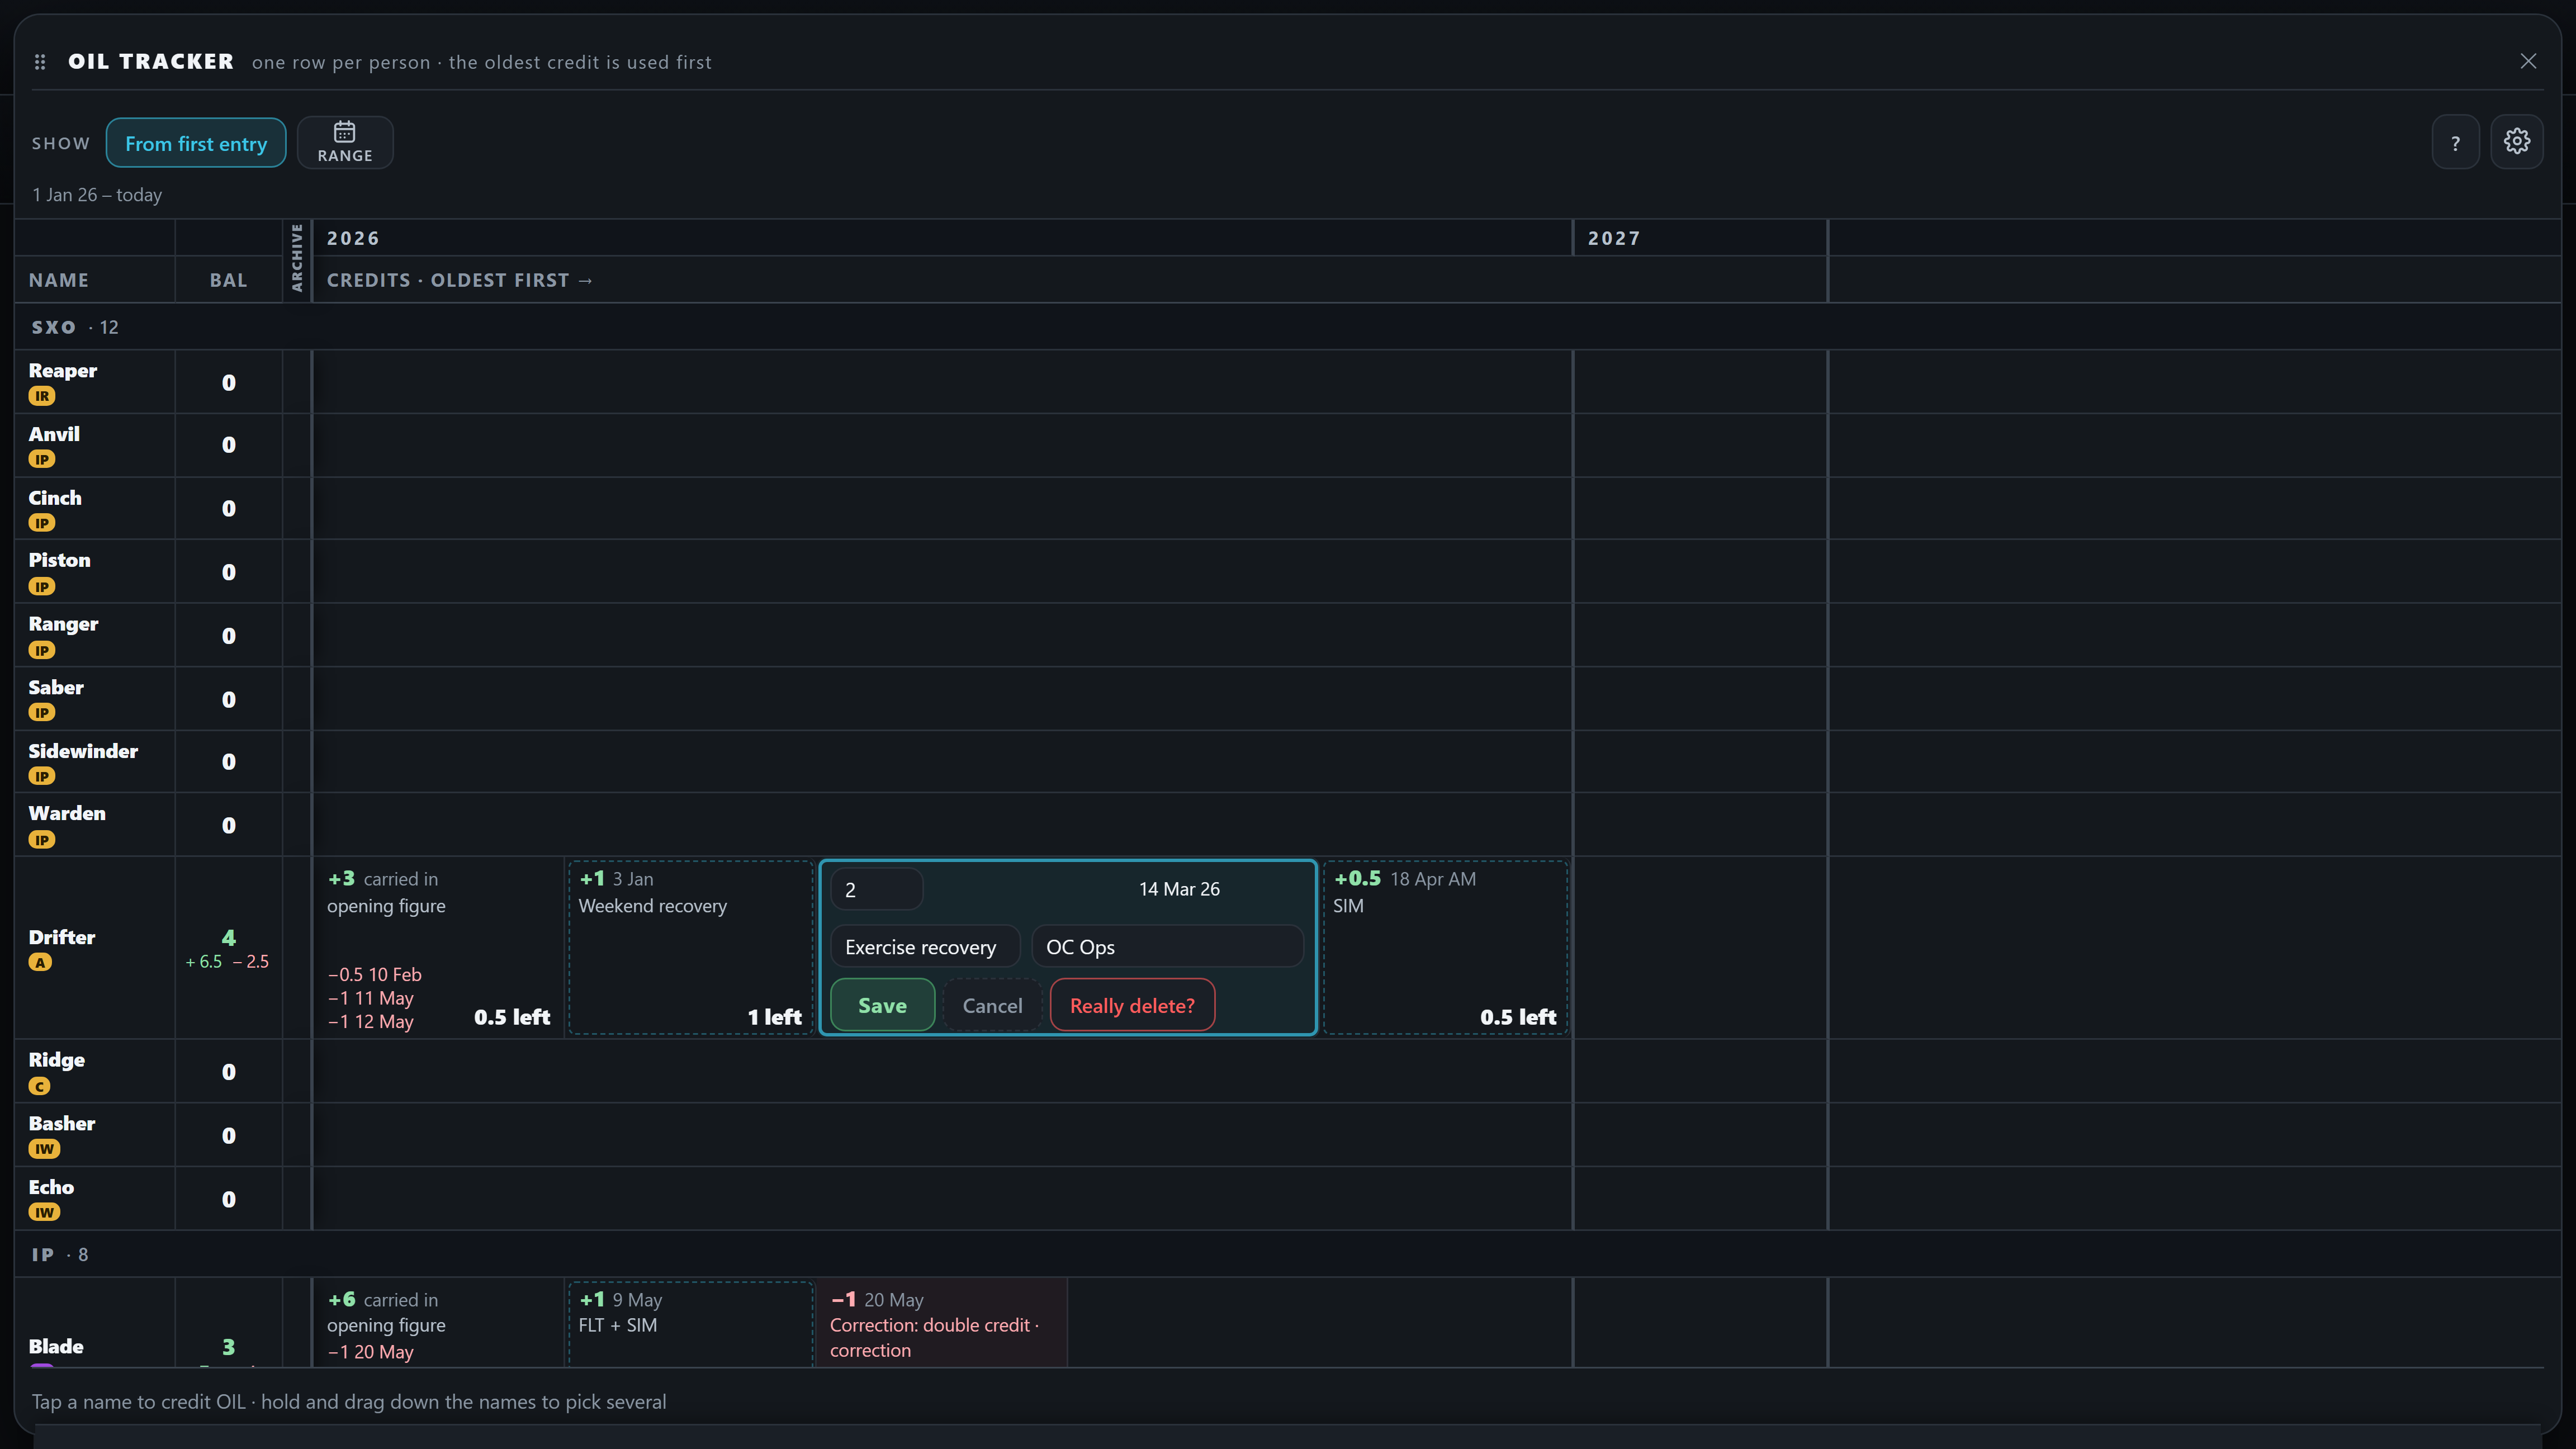 OIL TRACKER one row per person · the oldest credit is used first
SHOW From first entry RANGE ?
1 Jan 26 – today
ARCHIVE 2026 2027
NAME BAL CREDITS · OLDEST FIRST →
SXO · 12
Reaper
IR
0
Anvil
IP
0
Cinch
IP
0
Piston
IP
0
Ranger
IP
0
Saber
IP
0
Sidewinder
IP
0
Warden
IP
0
Drifter
A
4
+ 6.5 – 2.5
+3 carried in
opening figure
−0.5 10 Feb
−1 11 May
−1 12 May
0.5 left
+1 3 Jan
Weekend recovery
1 left
2 14 Mar 26
Exercise recovery OC Ops
Save Cancel Really delete?
+0.5 18 Apr AM
SIM
0.5 left
Ridge
C
0
Basher
IW
0
Echo
IW
0
IP · 8
Blade
3
+6 carried in
opening figure
−1 20 May
+1 9 May
FLT + SIM
−1 20 May
Correction: double credit ·
correction
Tap a name to credit OIL · hold and drag down the names to pick several